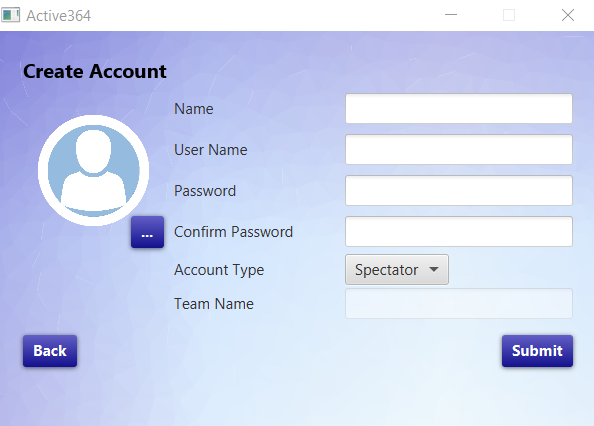 Active364
Create Account
Name
User Name
Password
...
Confirm Password
Account Type
Spectator
Team Name
Back
Submit